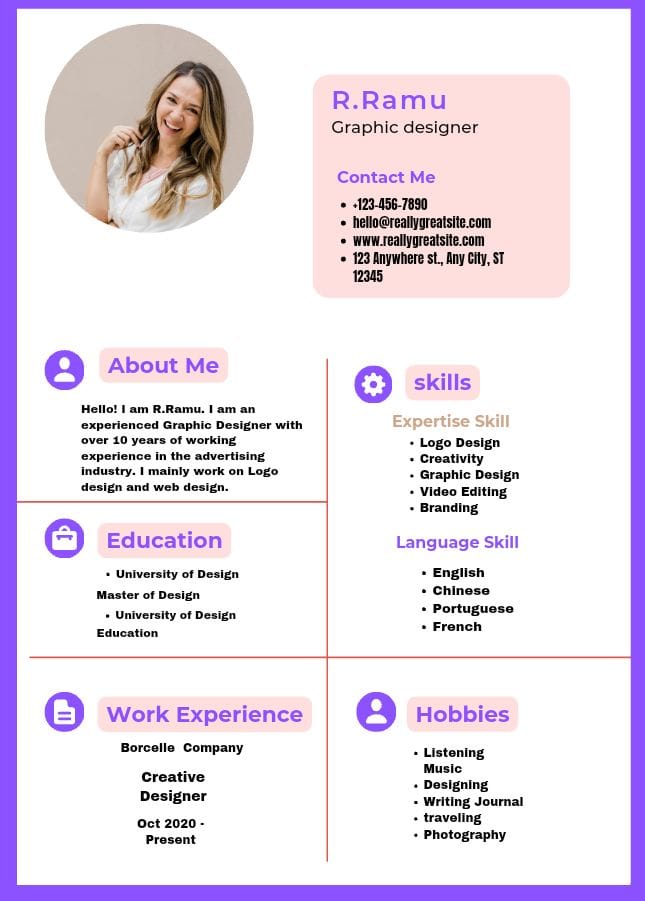 R.Ramu
Graphic designer
Contact Me
+123-456-7890
hello@reallygreatsite.com
www.reallygreatsite.com
123 Anywhere st., Any City, ST
12345
About Me
Hello! I am R.Ramu. I am an
experienced Graphic Designer with
over 10 years of working
experience in the advertising
industry. I mainly work on Logo
design and web design.
Education
• University of Design
Master of Design
• University of Design
Education
Work Experience
Borcelle Company
Creative
Designer
Oct 2020 -
Present
skills
Expertise Skill
• Logo Design
• Creativity
• Graphic Design
• Video Editing
• Branding
Language Skill
• English
• Chinese
• Portuguese
• French
Hobbies
• Listening
Music
• Designing
• Writing Journal
• traveling
• Photography